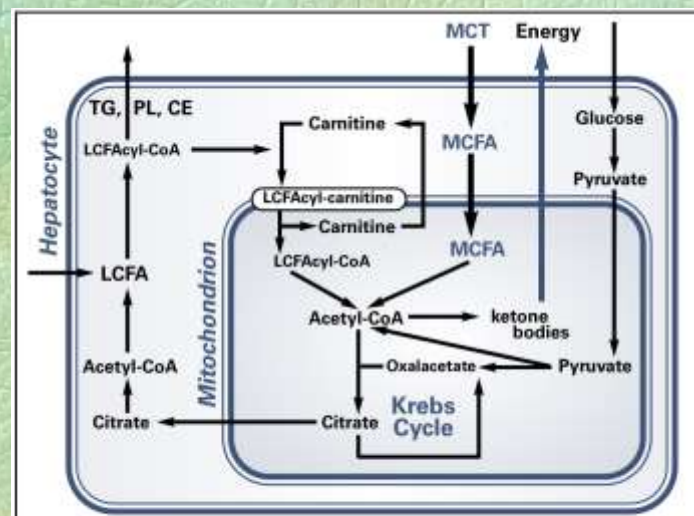 MCT
Energy
TG, PL, CE
Carnitine
Glucose
LCFAcyl-CoA
MCFA
Pyruvate
Hepatocyte
LCFAcyl-carnitine
Carnitine
LCFAcyl-CoA
MCFA
LCFA
Mitochondrion
Acetyl-CoA
ketone
bodies
Acetyl-CoA
Oxalacetate
Pyruvate
Citrate
Citrate
Krebs
Cycle